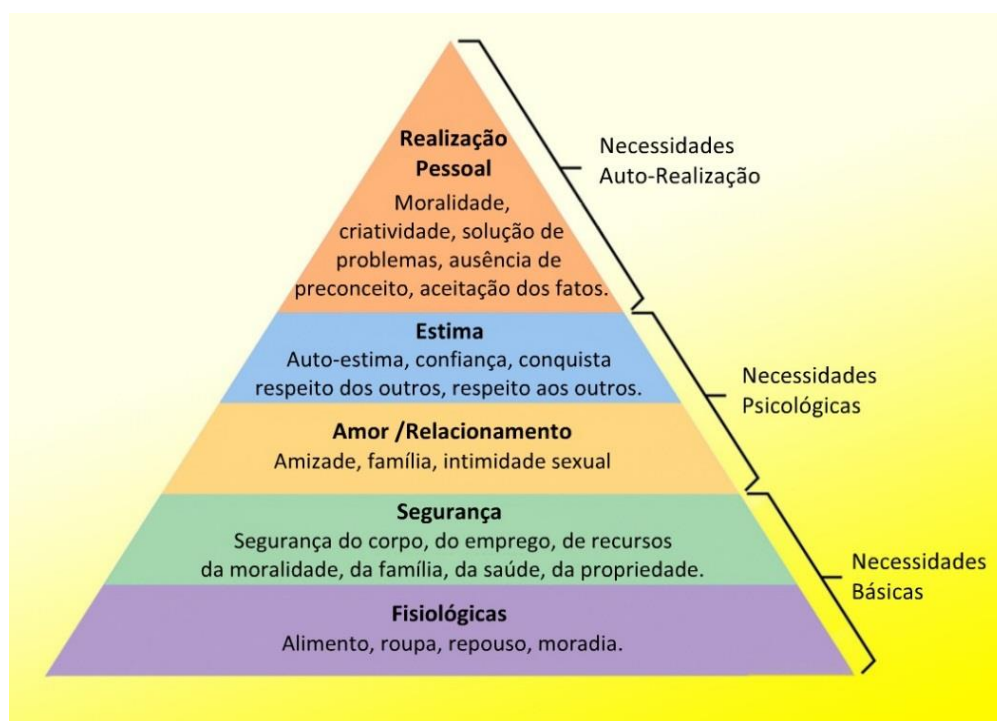 Realização
Pessoal
Moralidade,
criatividade, solução de
problemas, ausência de
preconceito, aceitação dos fatos.
Necessidades
Auto-Realização
Estima
Auto-estima, confiança, conquista
respeito dos outros, respeito aos outros.
Amor /Relacionamento
Amizade, família, intimidade sexual
Necessidades
Psicológicas
Segurança
Segurança do corpo, do emprego, de recursos
da moralidade, da família, da saúde, da propriedade.
Fisiológicas
Alimento, roupa, repouso, moradia.
Necessidades
Básicas